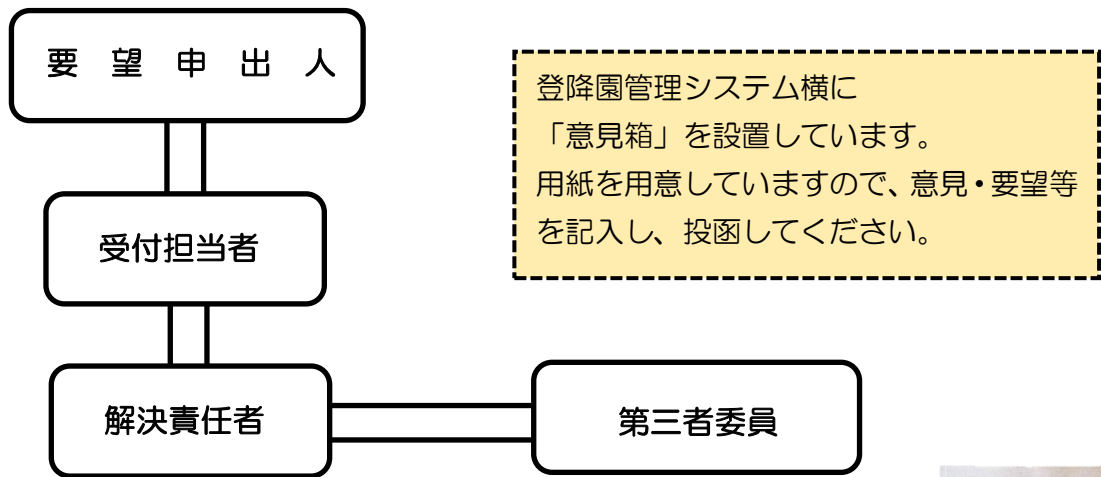 要望申出人
登降園管理システム横に
「意見箱」を設置しています。
用紙を用意していますので、意見・要望等
を記入し、投函してください。
受付担当者
解決責任者
第三者委員